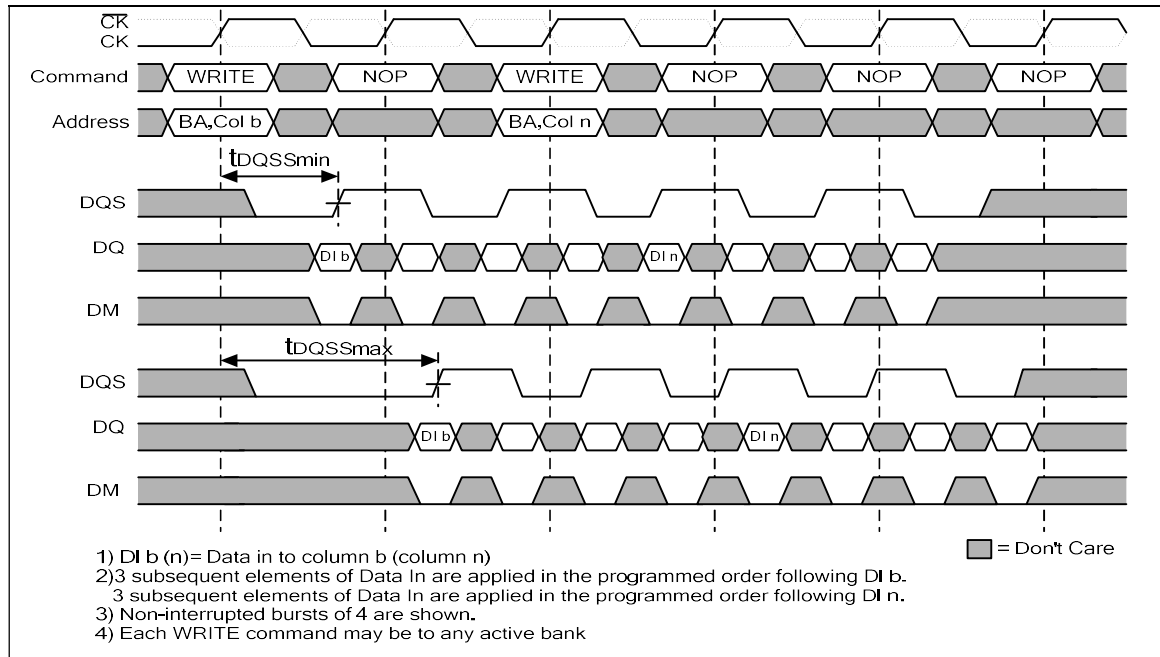 CK
CK
Command WRITE NOP WRITE NOP NOP NOP
Address BA,Col b BA,Col n
tDQSSmin
DQS
DQ DI b DI n
DM
tDQSSmax
DQS
DQ DI b DI n
DM
1) DI b (n)= Data in to column b (column n)
= Don't Care
2)3 subsequent elements of Data In are applied in the programmed order following DI b.
3 subsequent elements of Data In are applied in the programmed order following DI n.
3) Non-interrupted bursts of 4 are shown.
4) Each WRITE command may be to any active bank